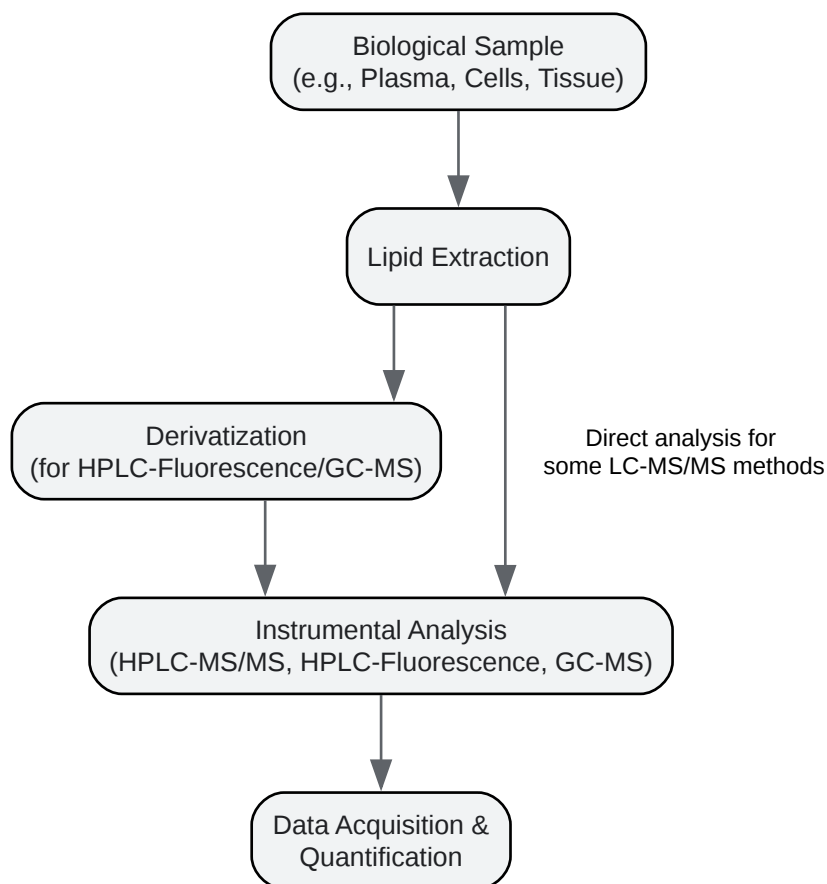 Biological Sample
(e.g., Plasma, Cells, Tissue)
Lipid Extraction
Derivatization
(for HPLC-Fluorescence/GC-MS)
Direct analysis for
some LC-MS/MS methods
Instrumental Analysis
(HPLC-MS/MS, HPLC-Fluorescence, GC-MS)
Data Acquisition &
Quantification